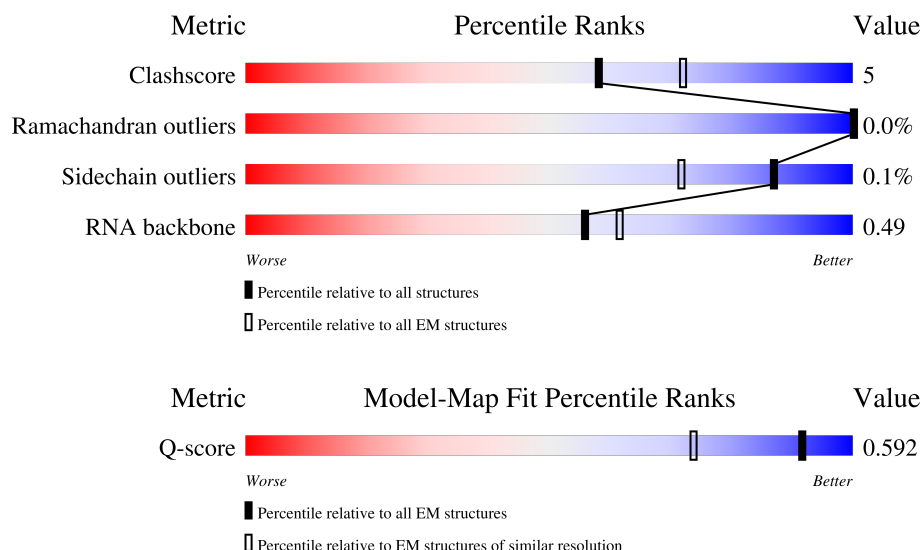 Metric Percentile Ranks Value
Clashscore 5
Ramachandran outliers 0.0%
Sidechain outliers 0.1%
RNA backbone 0.49
Worse Better
Percentile relative to all structures
Percentile relative to all EM structures
Metric Model-Map Fit Percentile Ranks Value
Q-score 0.592
Worse Better
Percentile relative to all EM structures
Percentile relative to EM structures of similar resolution